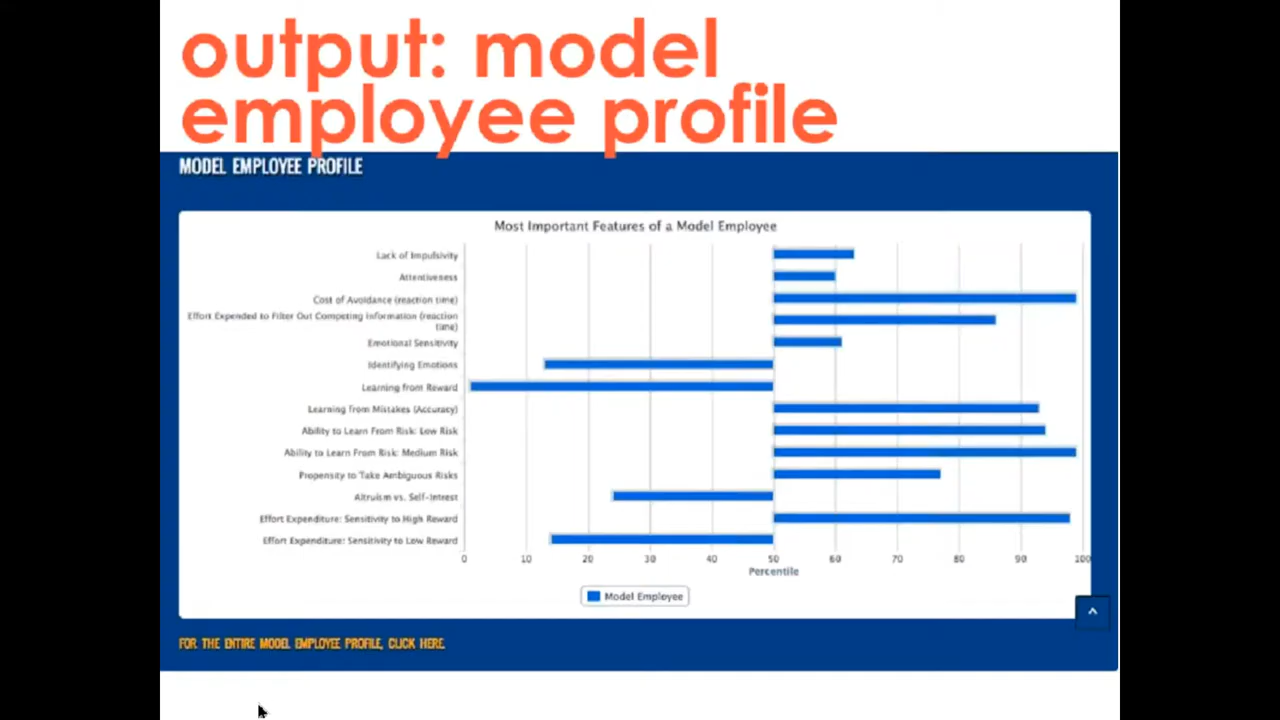 output: model
employee profile
MODEL EMPLOYEE PROFILE
Most Important Features of a Model Employee
Lack of Impulsivity
Attentiveness
Cost of Avoidance (reaction time)
Effort Expended to Filter Out Competing Information (reaction
time)
Emotional Sensitivity
Identifying Emotions
Learning from Reward
Learning from Mistakes (Accuracy)
Ability to Learn From Risk: Low Risk
Ability to Learn From Risk: Medium Risk
Propensity to Take Ambiguous Risks
Altruism vs. Self-Intrest
Effort Expenditure: Sensitivity to High Reward
Effort Expenditure: Sensitivity to Low Reward
0 10 20 30 40 50 60 70 80 90 100
Percentile
Model Employee
FOR THE ENTIRE MODEL EMPLOYEE PROFILE, CLICK HERE.